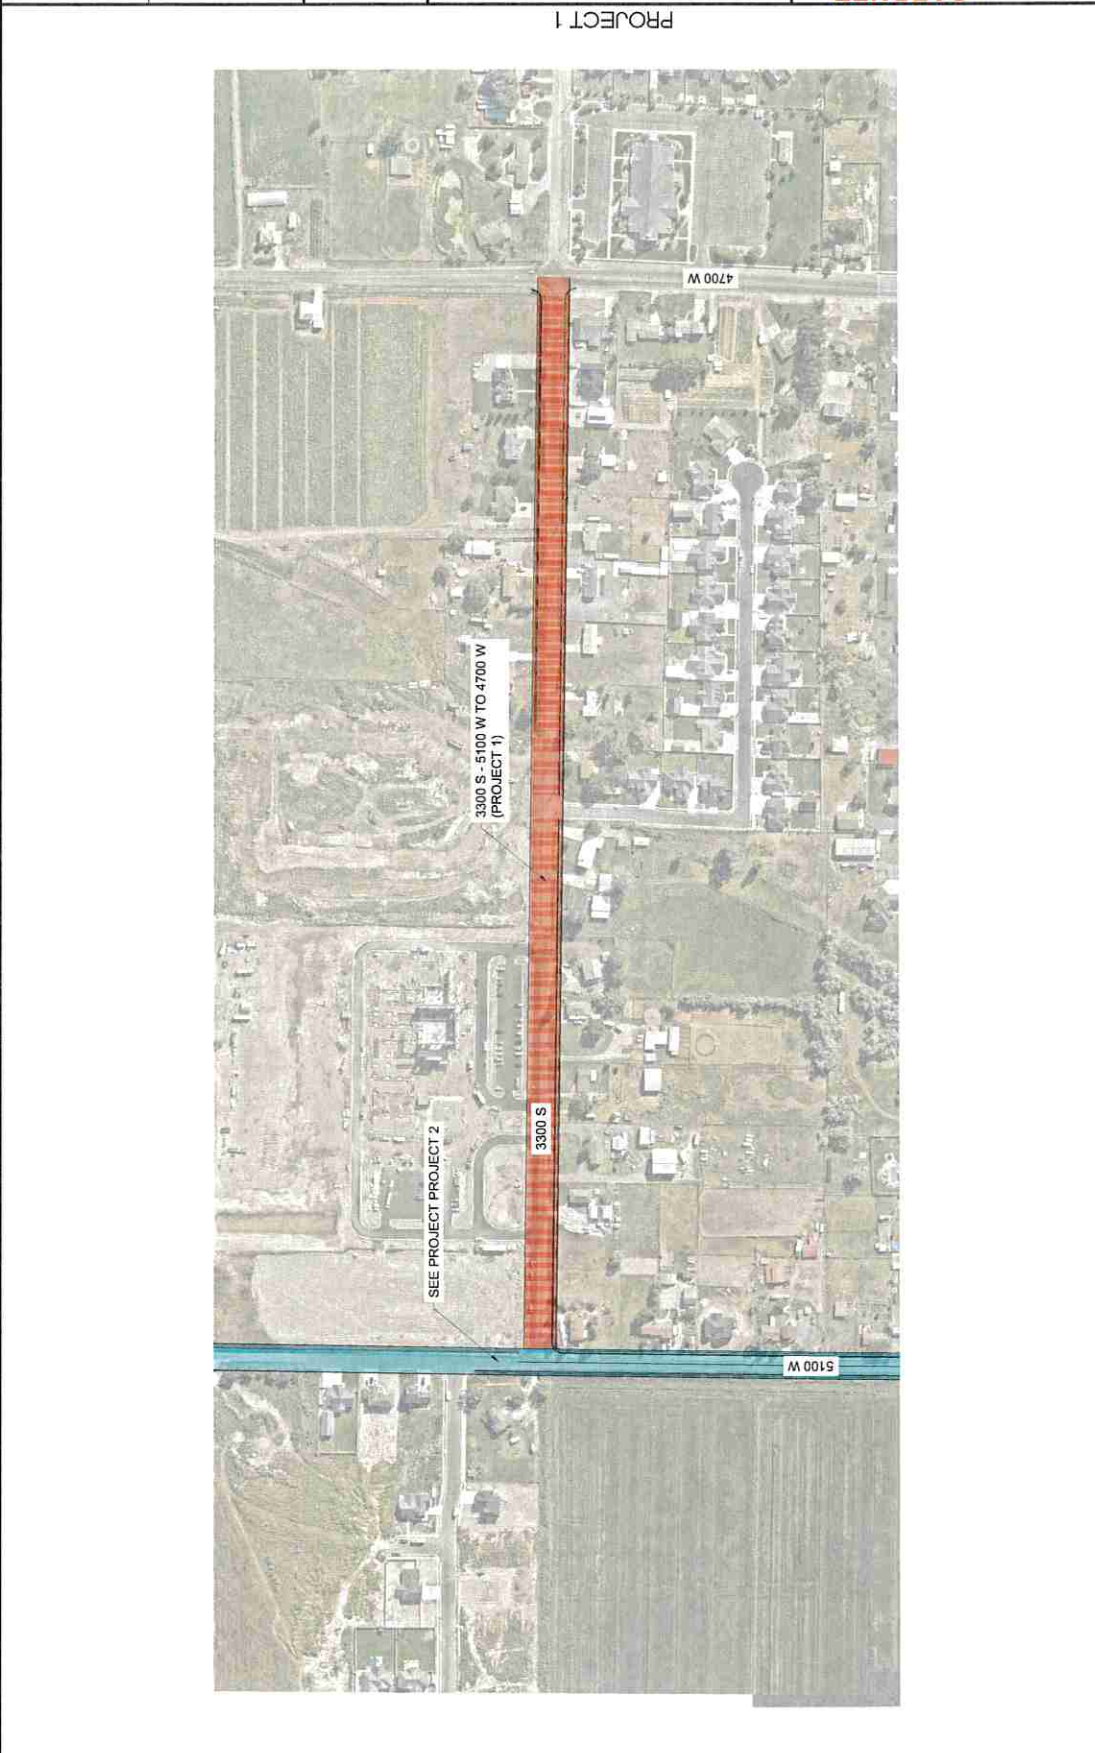 PROJECT 1
4700 W
3300 S - 5100 W TO 4700 W
(PROJECT 1)
3300 S
SEE PROJECT PROJECT 2
5100 W